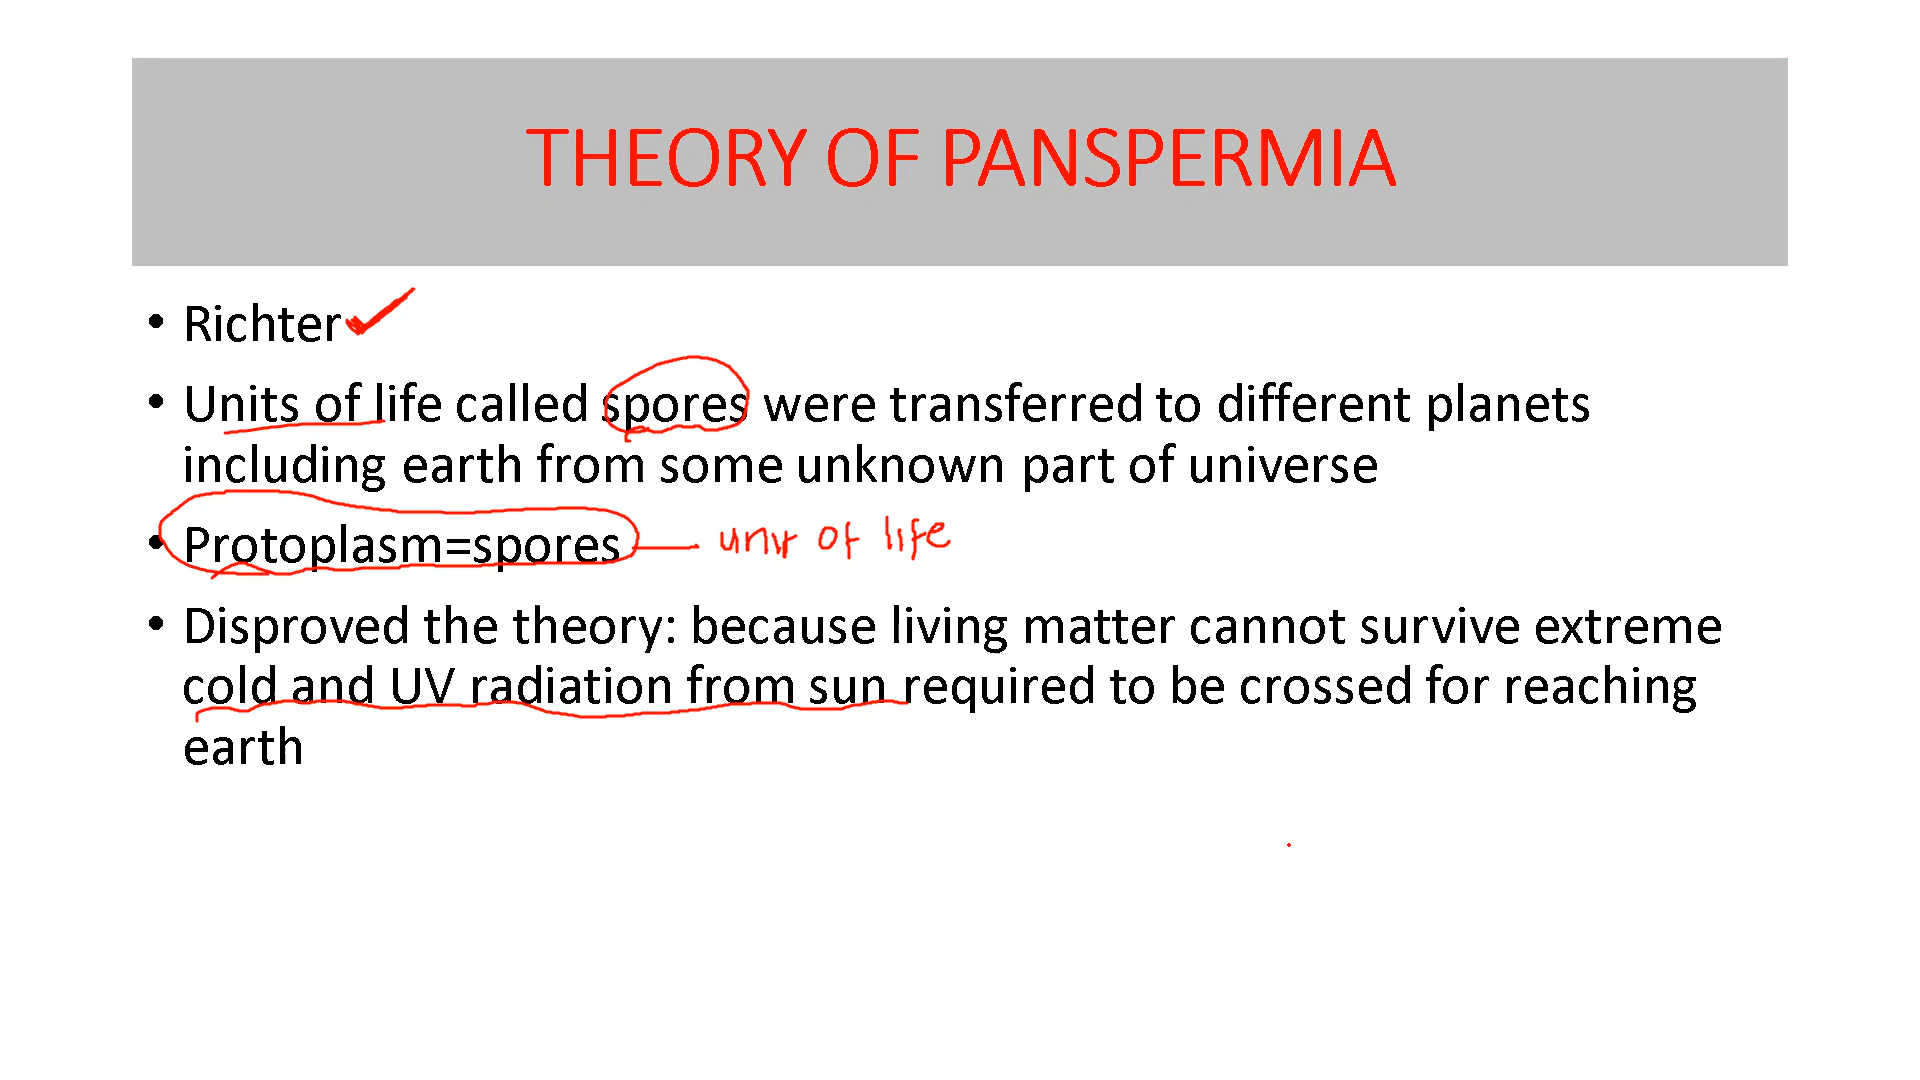 THEORY OF PANSPERMIA
• Richter
• Units of life called spores were transferred to different planets
including earth from some unknown part of universe
• Protoplasm=spores — unit of life
• Disproved the theory: because living matter cannot survive extreme
cold and UV radiation from sun required to be crossed for reaching
earth